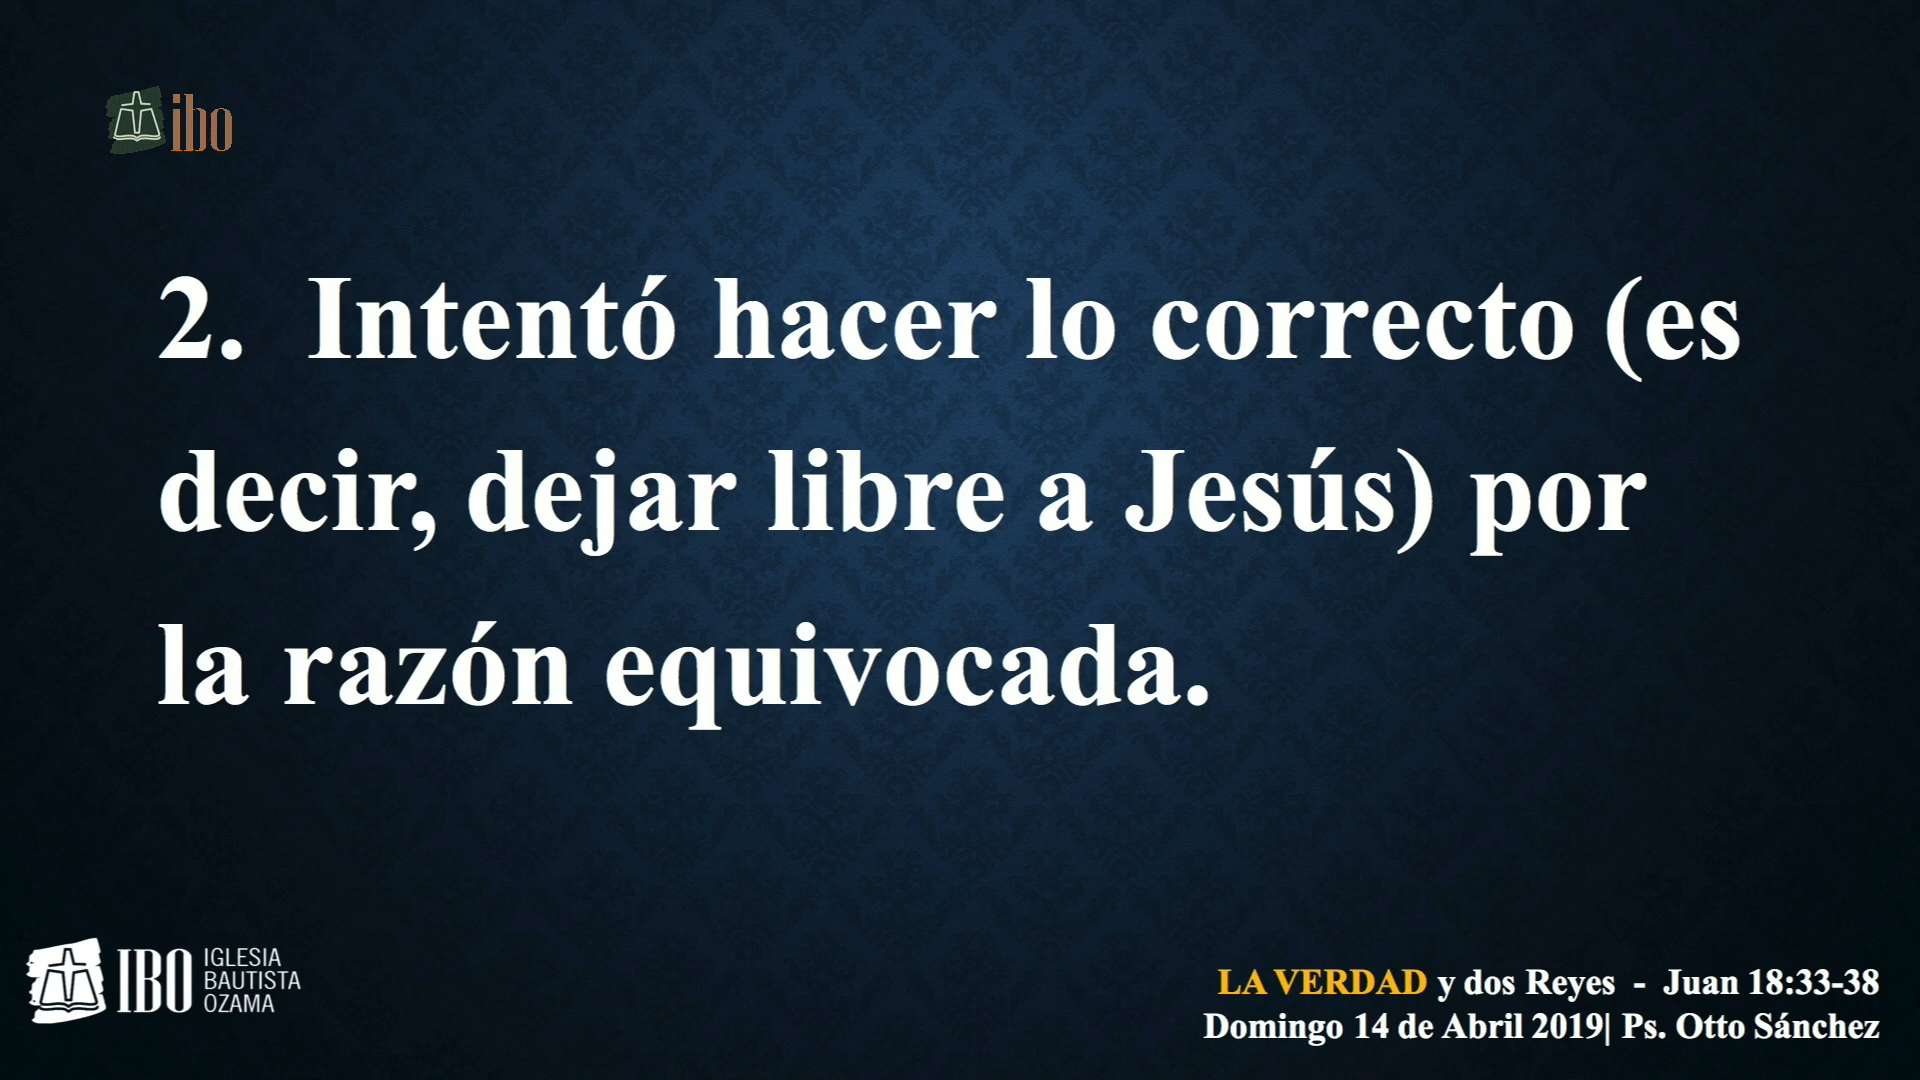 ibo
2. Intentó hacer lo correcto (es
decir, dejar libre a Jesús) por
la razón equivocada.
IBO
IGLESIA
BAUTISTA
OZAMA
LA VERDAD y dos Reyes - Juan 18:33-38
Domingo 14 de Abril 2019| Ps. Otto Sánchez